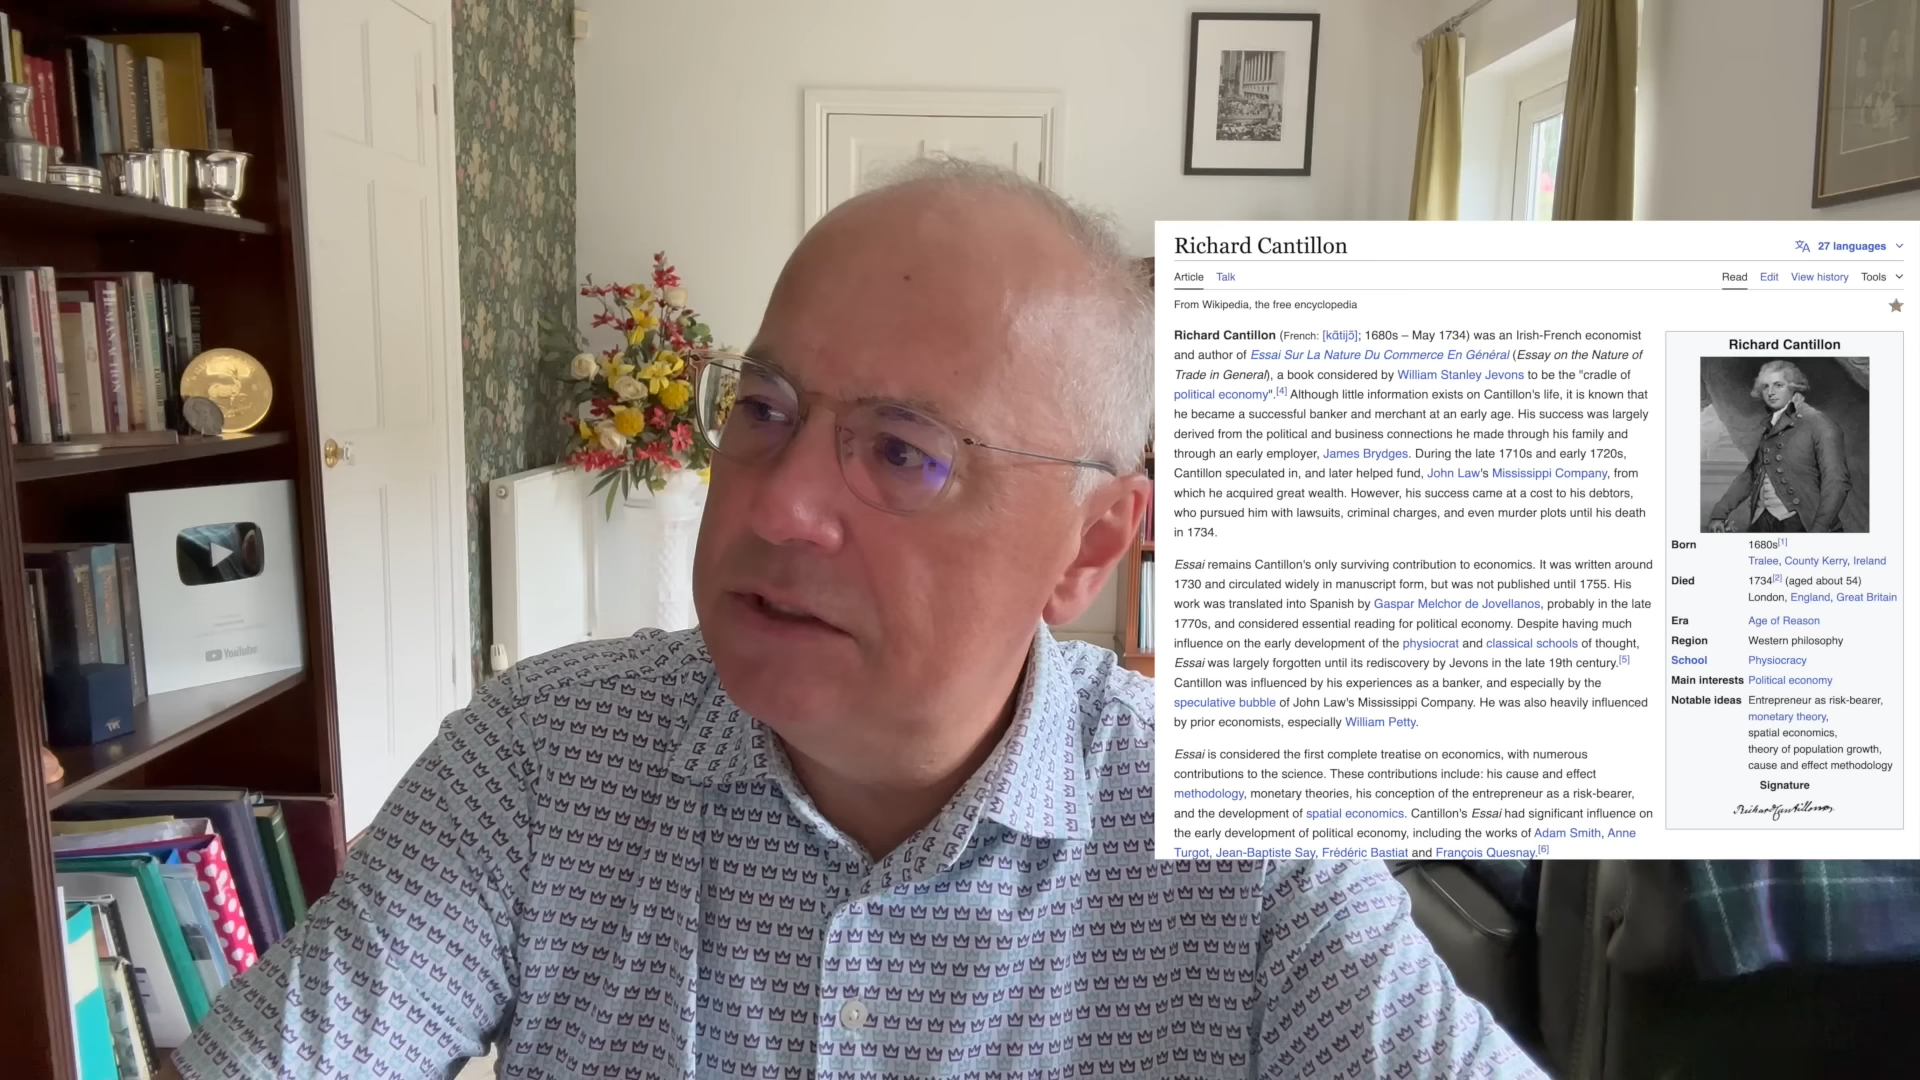 YouTube
Richard Cantillon
27 languages
Article Talk
Read Edit View history Tools
From Wikipedia, the free encyclopedia
Richard Cantillon (French: [kɑ̃tijɔ̃]; 1680s – May 1734) was an Irish-French economist
and author of Essai Sur La Nature Du Commerce En Général (Essay on the Nature of
Trade in General), a book considered by William Stanley Jevons to be the "cradle of
political economy".[4] Although little information exists on Cantillon's life, it is known that
he became a successful banker and merchant at an early age. His success was largely
derived from the political and business connections he made through his family and
through an early employer, James Brydges. During the late 1710s and early 1720s,
Cantillon speculated in, and later helped fund, John Law's Mississippi Company, from
which he acquired great wealth. However, his success came at a cost to his debtors,
who pursued him with lawsuits, criminal charges, and even murder plots until his death
in 1734.
Essai remains Cantillon's only surviving contribution to economics. It was written around
1730 and circulated widely in manuscript form, but was not published until 1755. His
work was translated into Spanish by Gaspar Melchor de Jovellanos, probably in the late
1770s, and considered essential reading for political economy. Despite having much
influence on the early development of the physiocrat and classical schools of thought,
Essai was largely forgotten until its rediscovery by Jevons in the late 19th century.[5]
Cantillon was influenced by his experiences as a banker, and especially by the
speculative bubble of John Law's Mississippi Company. He was also heavily influenced
by prior economists, especially William Petty.
Essai is considered the first complete treatise on economics, with numerous
contributions to the science. These contributions include: his cause and effect
methodology, monetary theories, his conception of the entrepreneur as a risk-bearer,
and the development of spatial economics. Cantillon's Essai had significant influence on
the early development of political economy, including the works of Adam Smith, Anne
Turgot, Jean-Baptiste Say, Frédéric Bastiat and François Quesnay.[6]
Richard Cantillon
Born 1680s[1]
Tralee, County Kerry, Ireland
Died 1734[2] (aged about 54)
London, England, Great Britain
Era Age of Reason
Region Western philosophy
School Physiocracy
Main interests Political economy
Notable ideas Entrepreneur as risk-bearer,
monetary theory,
spatial economics,
theory of population growth,
cause and effect methodology
Signature
Richard Cantillon